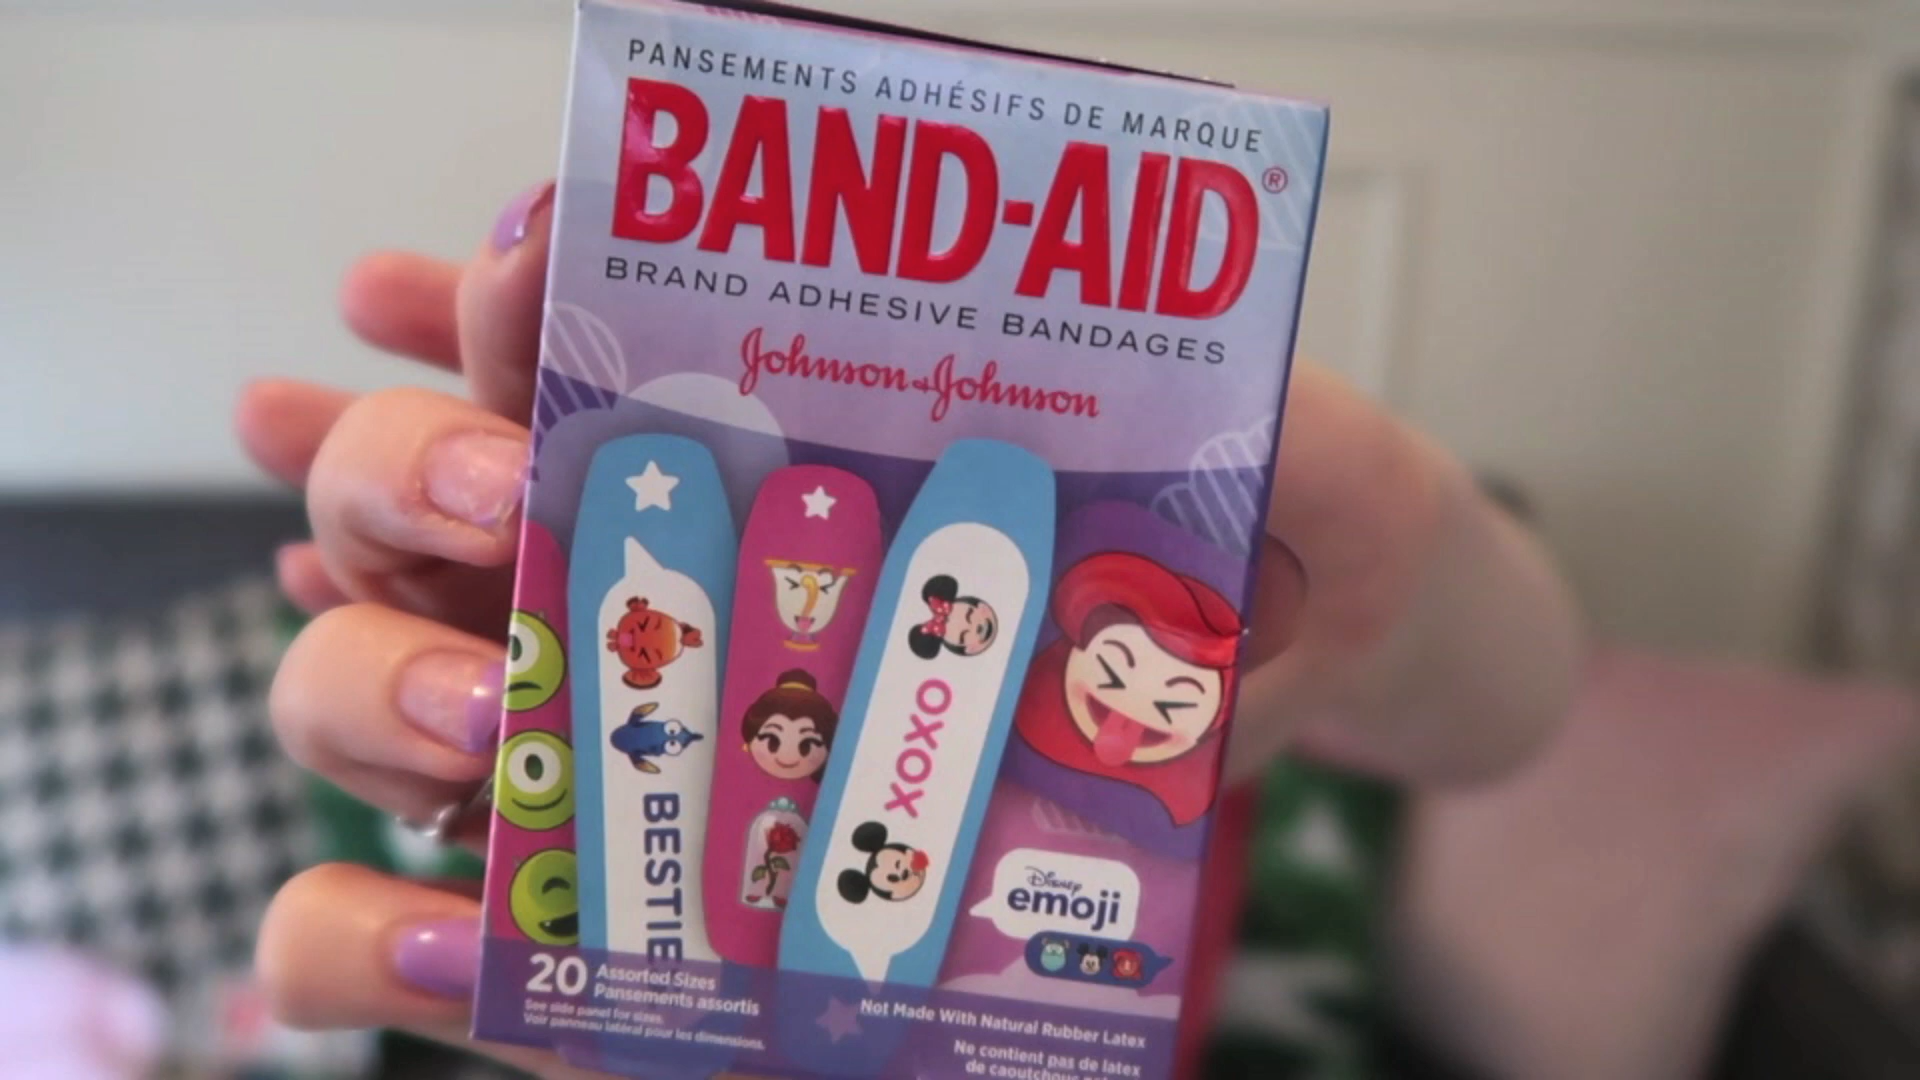 PANSEMENTS ADHÉSIFS DE MARQUE
BAND-AID®
BRAND ADHESIVE BANDAGES
Johnson & Johnson
BESTIE
XOXO
Disney
emoji
20 Assorted Sizes
Pansements assortis
See side panel for sizes.
Voir panneau latéral pour les dimensions.
Not Made With Natural Rubber Latex
Ne contient pas de latex
de caoutchouc